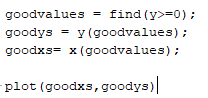 goodvalues = find(y>=0);
goodys = y(goodvalues);
goodxs= x(goodvalues);
plot(goodxs,goodys)